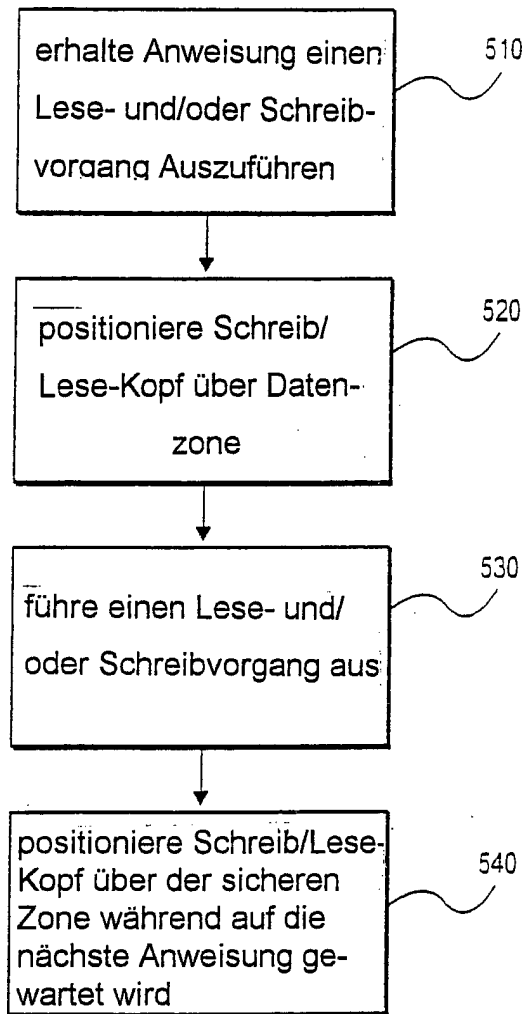 erhalte Anweisung einen
Lese- und/oder Schreib-
vorgang Auszuführen
510
positioniere Schreib/
Lese-Kopf über Daten-
zone
520
führe einen Lese- und/
oder Schreibvorgang aus
530
positioniere Schreib/Lese-
Kopf über der sicheren
Zone während auf die
nächste Anweisung ge-
wartet wird
540